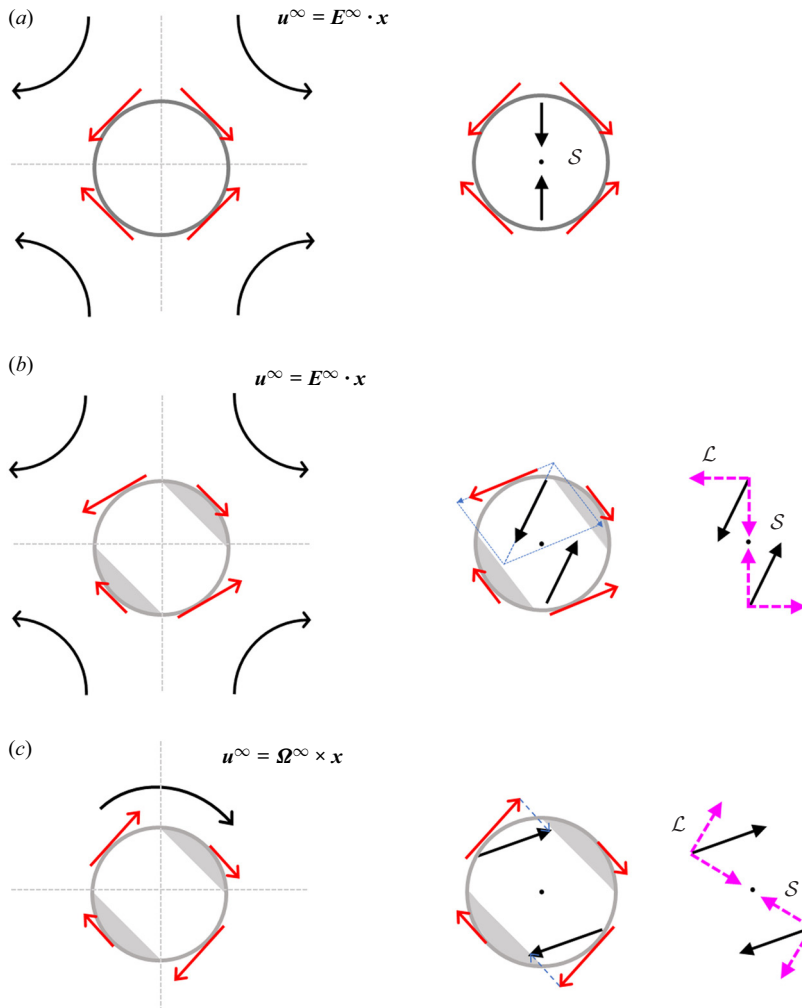 (a)
u∞ = E∞ · x
S
(b)
u∞ = E∞ · x
L
S
(c)
u∞ = Ω∞ × x
L
S